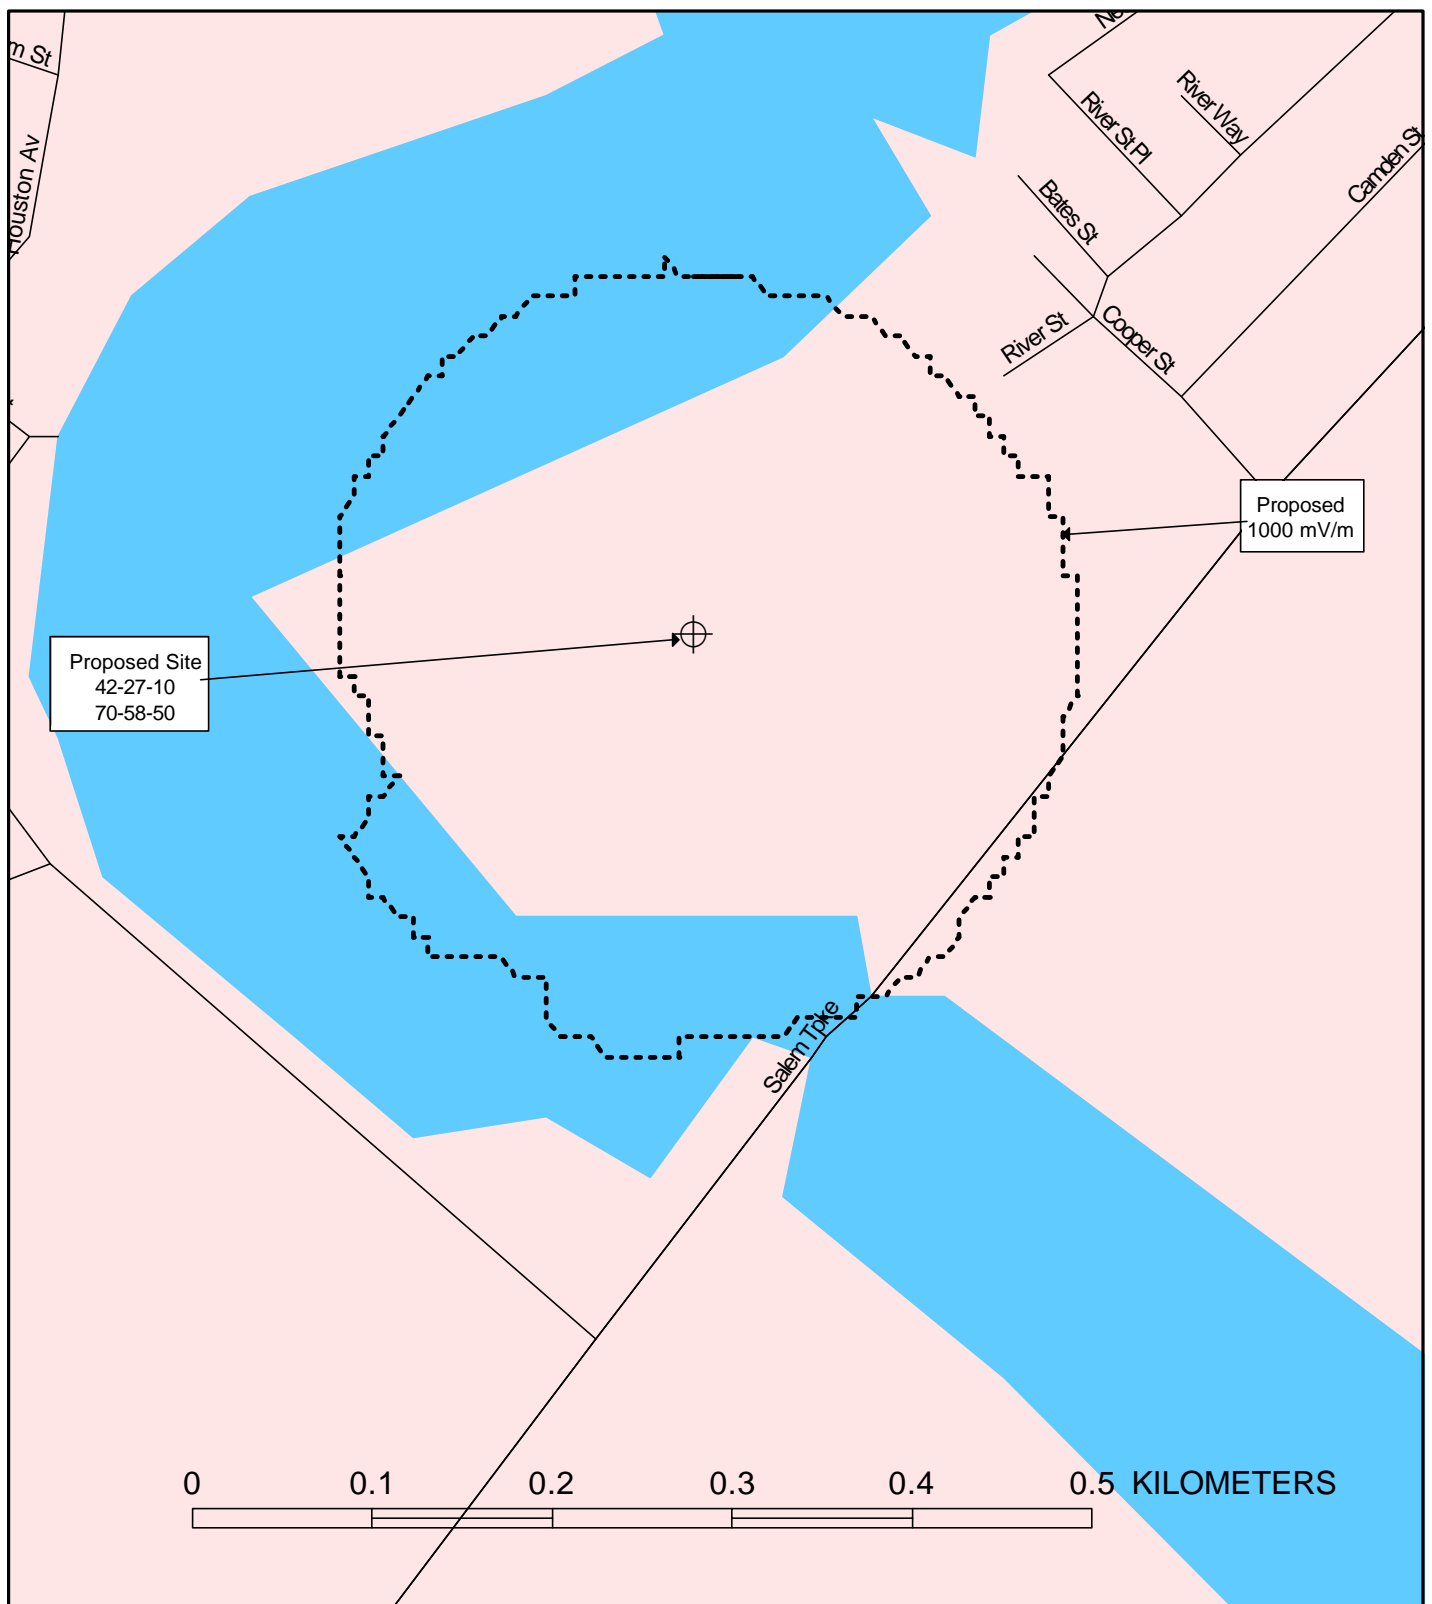 m St
River Way
River St Pl
Houston Av
Camden St
Bates St
River St
Cooper St
Proposed
1000 mV/m
Proposed Site
42-27-10
70-58-50
Salem Tpke
0 0.1 0.2 0.3 0.4 0.5 KILOMETERS